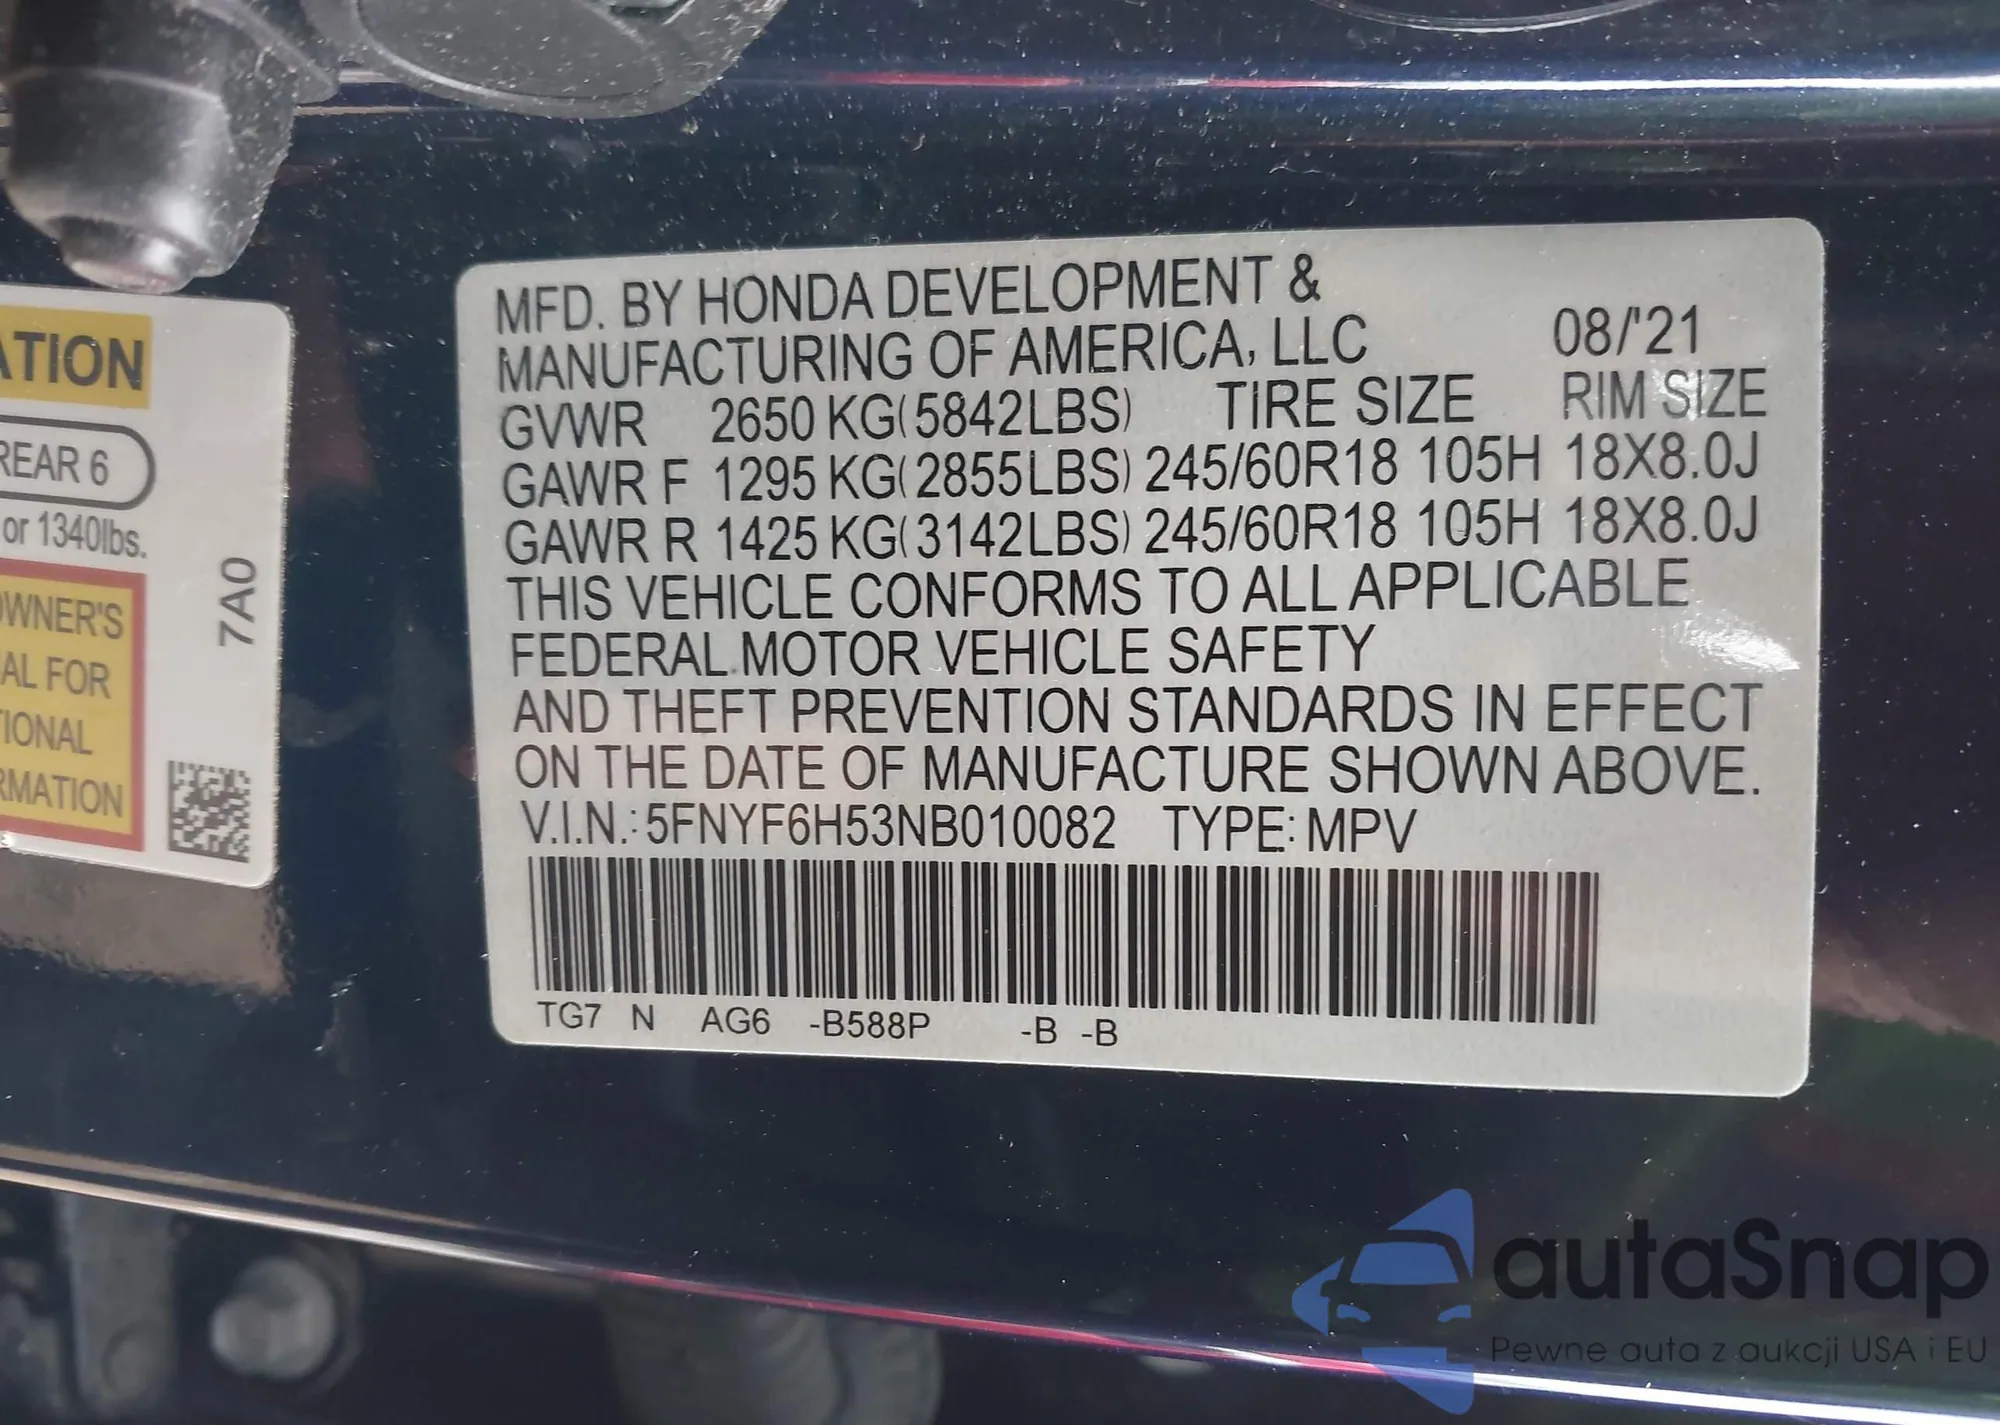 ATION
REAR 6
or 1340lbs.
OWNER'S
AL FOR
TIONAL
RMATION
7A0
MFD. BY HONDA DEVELOPMENT &
MANUFACTURING OF AMERICA, LLC 08/'21
GVWR 2650 KG(5842LBS) TIRE SIZE RIM SIZE
GAWR F 1295 KG(2855LBS) 245/60R18 105H 18X8.0J
GAWR R 1425 KG(3142LBS) 245/60R18 105H 18X8.0J
THIS VEHICLE CONFORMS TO ALL APPLICABLE
FEDERAL MOTOR VEHICLE SAFETY
AND THEFT PREVENTION STANDARDS IN EFFECT
ON THE DATE OF MANUFACTURE SHOWN ABOVE.
V.I.N.: 5FNYF6H53NB010082 TYPE: MPV
TG7 N AG6 -B588P -B -B
autaSnap
Pewne auta z aukcji USA i EU